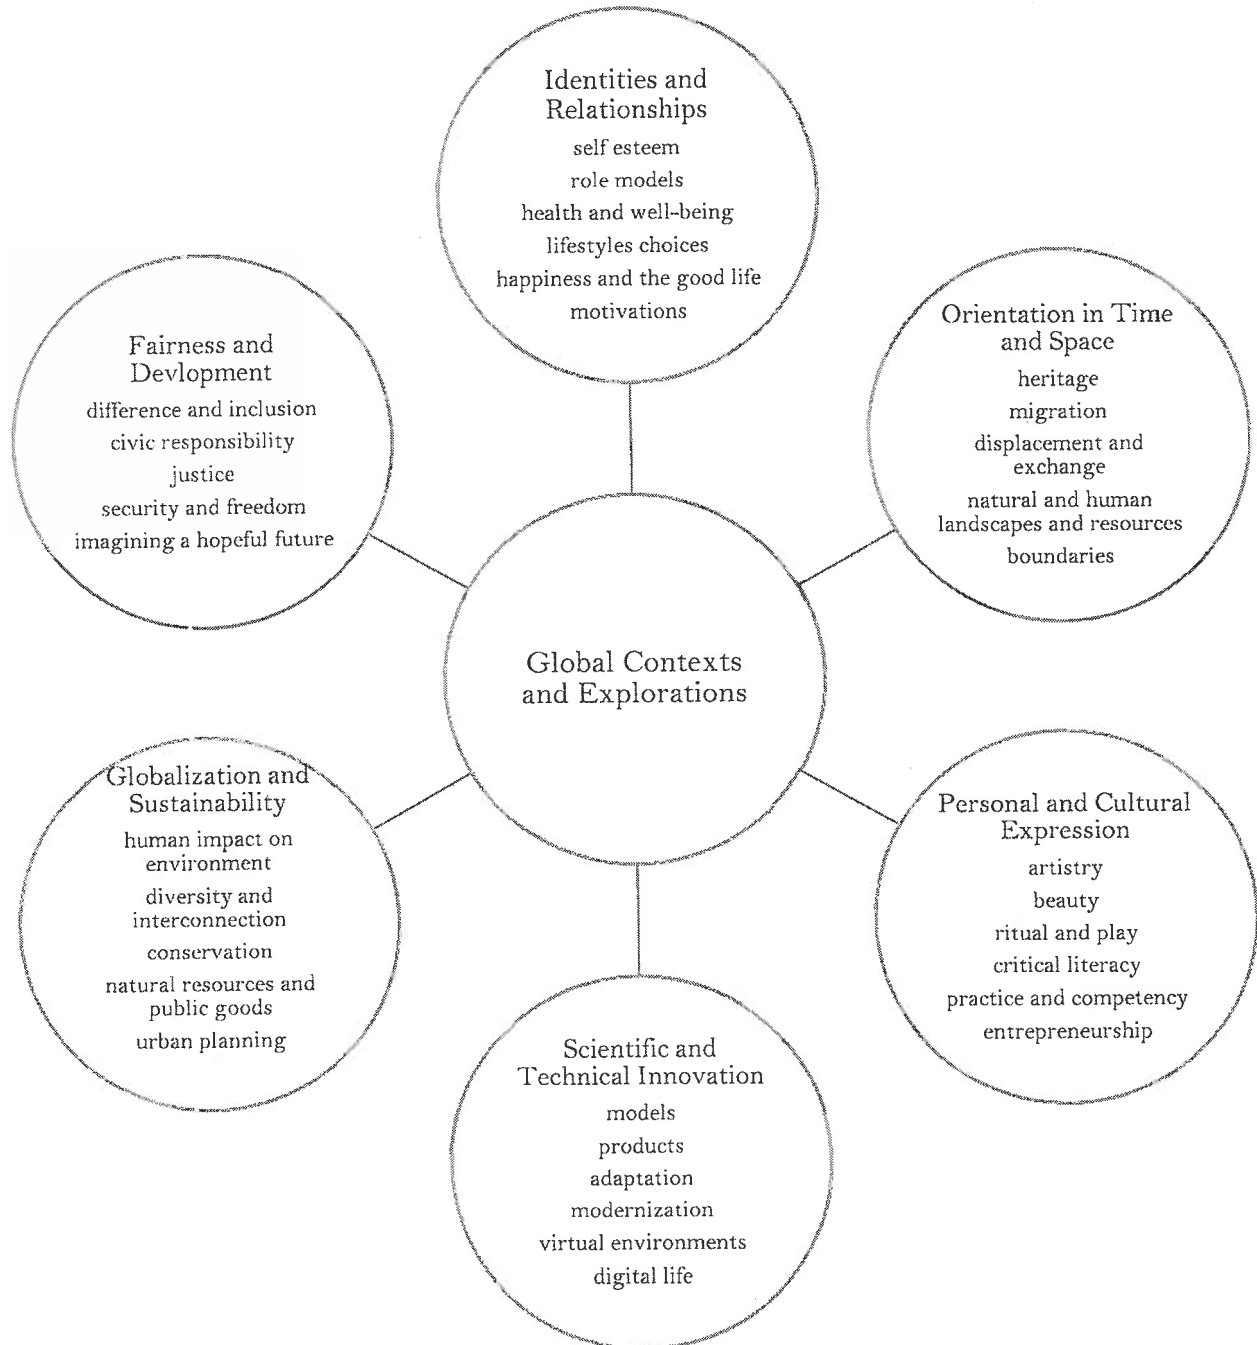 Identities and
Relationships
self esteem
role models
health and well-being
lifestyles choices
happiness and the good life
motivations
Orientation in Time
and Space
heritage
migration
displacement and
exchange
natural and human
landscapes and resources
boundaries
Fairness and
Devlopment
difference and inclusion
civic responsibility
justice
security and freedom
imagining a hopeful future
Global Contexts
and Explorations
Globalization and
Sustainability
human impact on
environment
diversity and
interconnection
conservation
natural resources and
public goods
urban planning
Personal and Cultural
Expression
artistry
beauty
ritual and play
critical literacy
practice and competency
entrepreneurship
Scientific and
Technical Innovation
models
products
adaptation
modernization
virtual environments
digital life